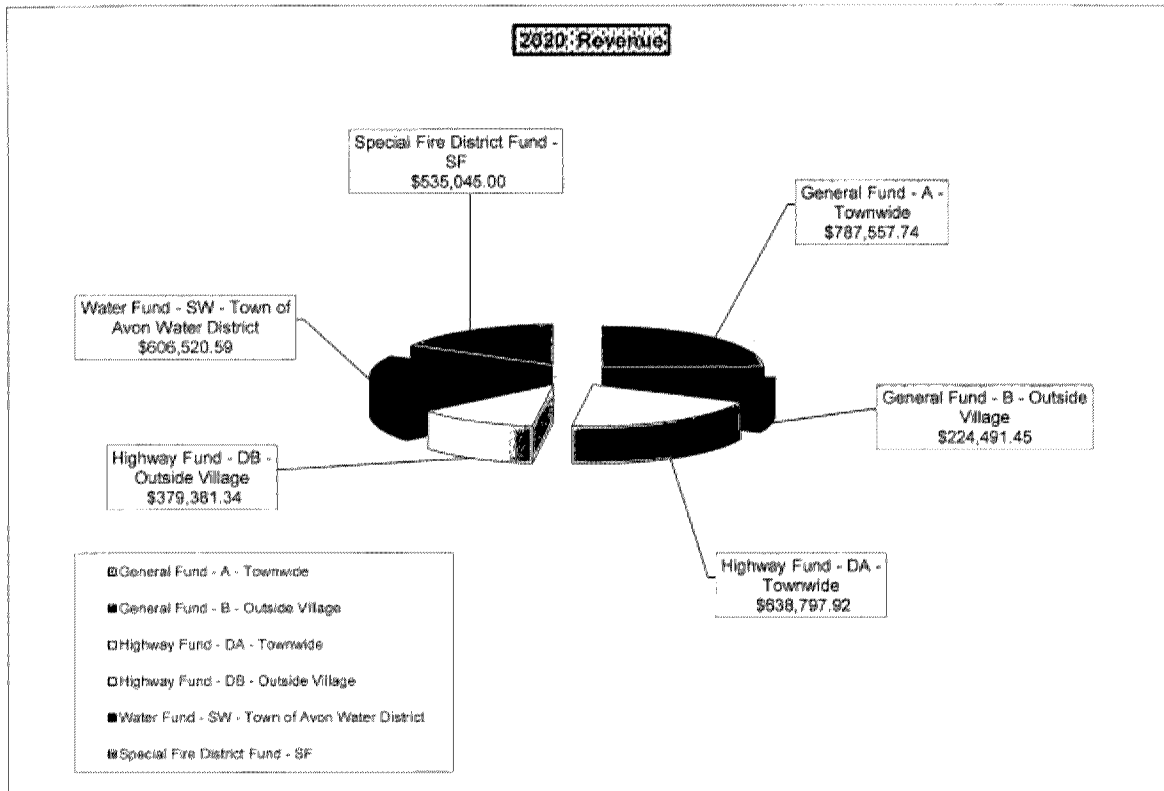 2020 Revenue
Special Fire District Fund -
SF
$535,045.00
General Fund - A -
Townwide
$787,557.74
Water Fund - SW - Town of
Avon Water District
$606,520.59
General Fund - B - Outside
Village
$224,491.45
Highway Fund - DB -
Outside Village
$379,381.34
Highway Fund - DA -
Townwide
$638,797.92
General Fund - A - Townwide
General Fund - B - Outside Village
Highway Fund - DA - Townwide
Highway Fund - DB - Outside Village
Water Fund - SW - Town of Avon Water District
Special Fire District Fund - SF